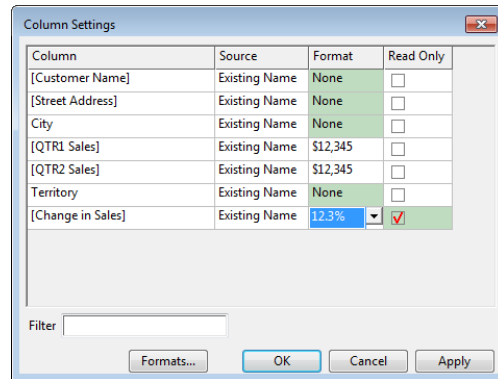 Column Settings
Column Source Format Read Only
[Customer Name] Existing Name None
[Street Address] Existing Name None
City Existing Name None
[QTR1 Sales] Existing Name $12,345
[QTR2 Sales] Existing Name $12,345
Territory Existing Name None
[Change in Sales] Existing Name 12.3%
Filter
Formats... OK Cancel Apply